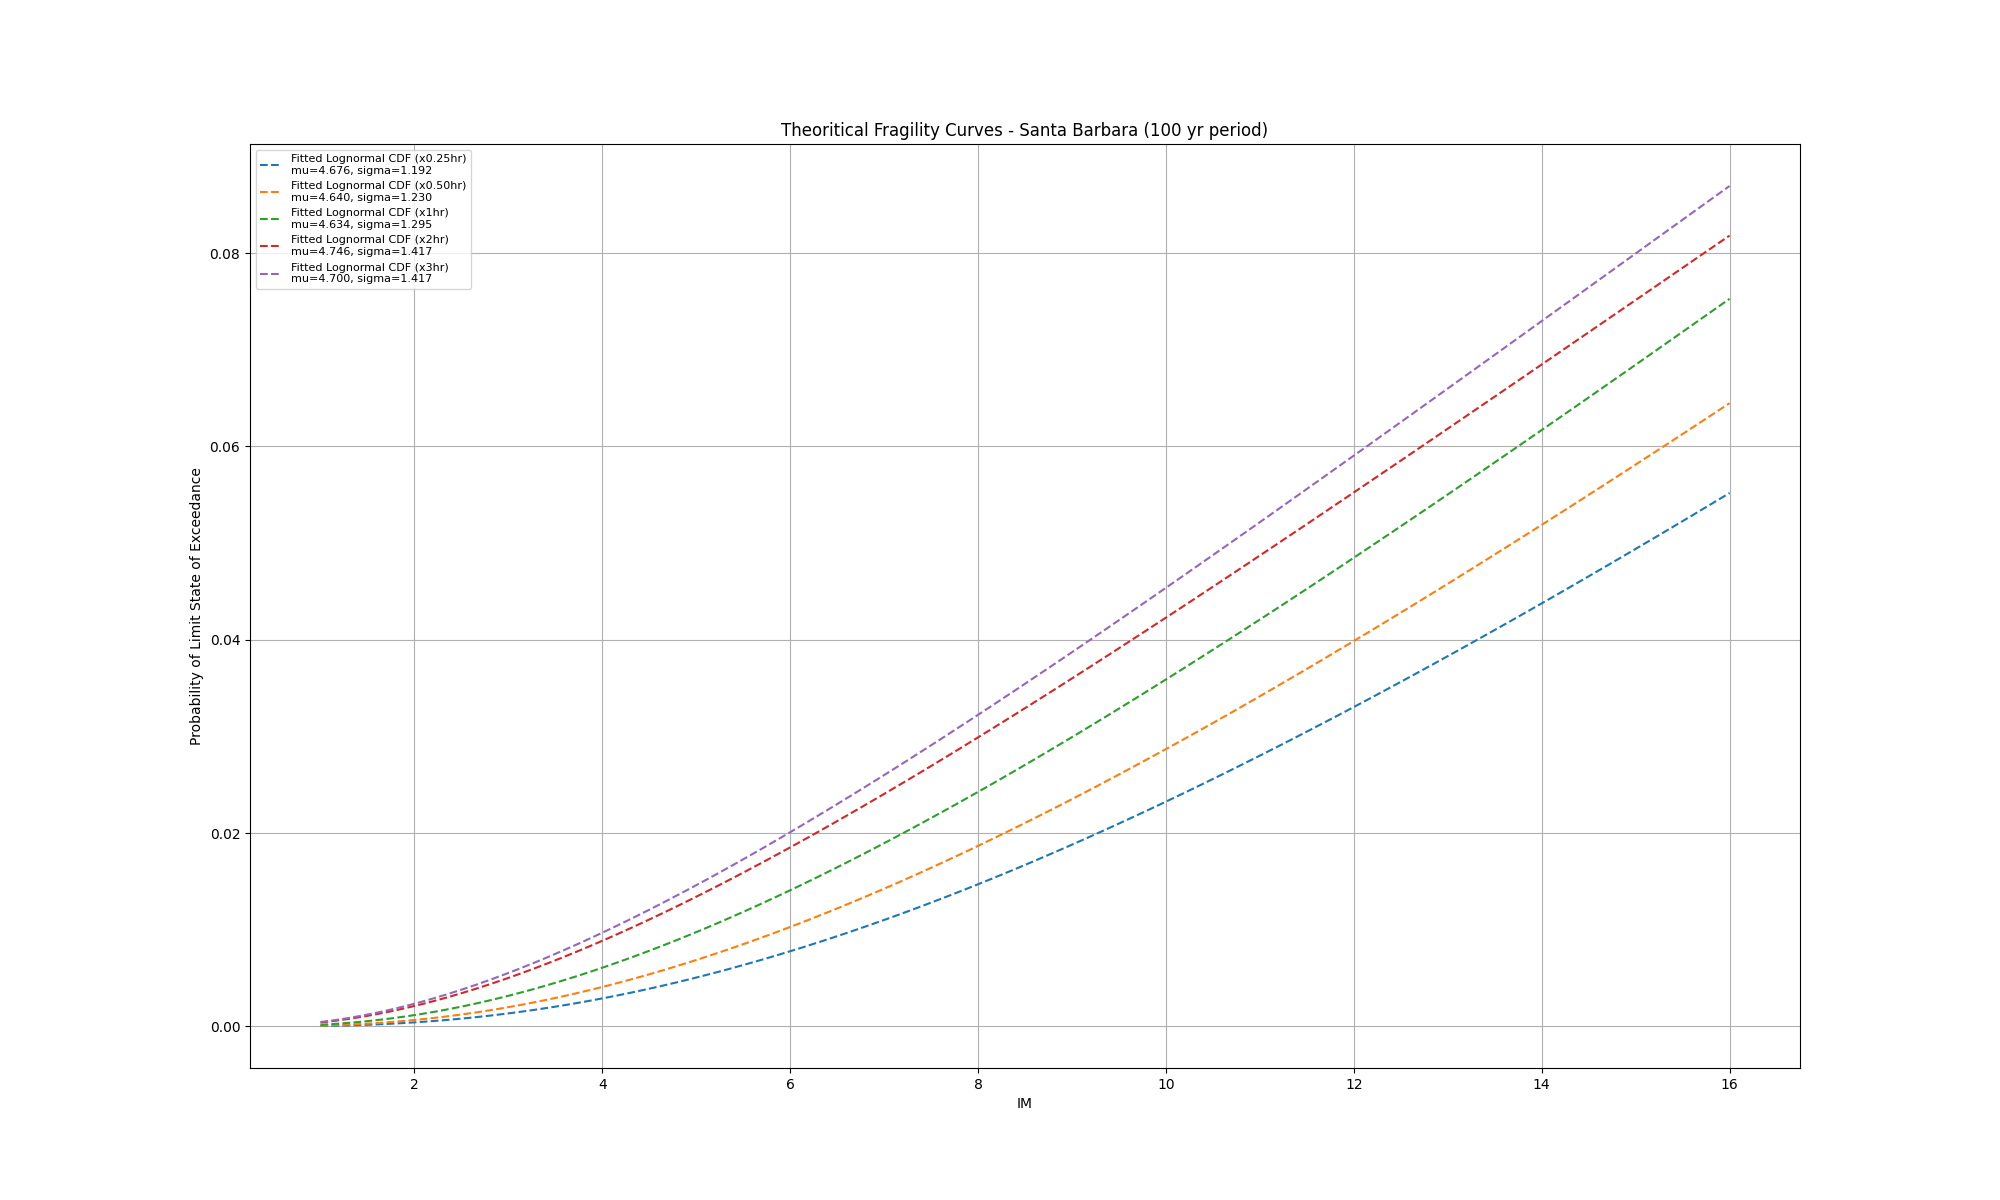 Theoritical Fragility Curves - Santa Barbara (100 yr period)
Fitted Lognormal CDF (x0.25hr)
mu=4.676, sigma=1.192
Fitted Lognormal CDF (x0.50hr)
mu=4.640, sigma=1.230
Fitted Lognormal CDF (x1hr)
mu=4.634, sigma=1.295
Fitted Lognormal CDF (x2hr)
mu=4.746, sigma=1.417
Fitted Lognormal CDF (x3hr)
mu=4.700, sigma=1.417
Probability of Limit State of Exceedance
0.08
0.06
0.04
0.02
0.00
2 4 6 8 10 12 14 16
IM